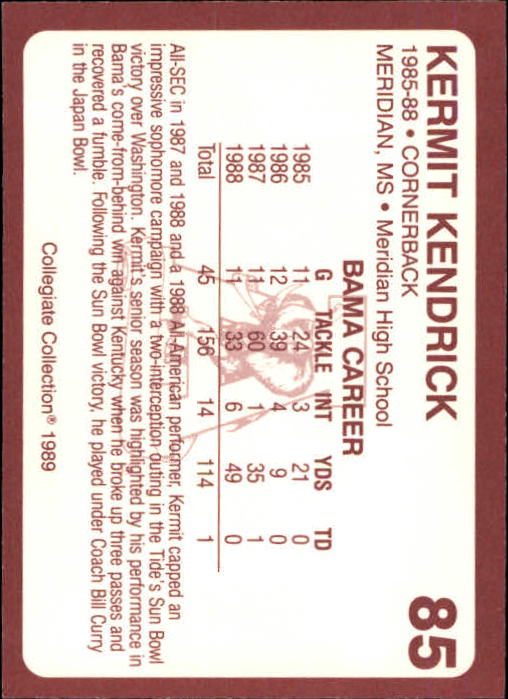 KERMIT KENDRICK 85
1985-88 • CORNERBACK
MERIDIAN, MS • Meridian High School
BAMA CAREER
G TACKLE INT YDS TD
1985 11 24 3 21 0
1986 12 39 4 9 0
1987 11 60 1 35 1
1988 11 33 6 49 0
Total 45 156 14 114 1
All-SEC in 1987 and 1988 and a 1988 All-American performer, Kermit capped an
impressive sophomore campaign with a two-interception outing in the Tide's Sun Bowl
victory over Washington. Kermit's senior season was highlighted by his performance in
Bama's come-from-behind win against Kentucky when he broke up three passes and
recovered a fumble. Following the Sun Bowl victory, he played under Coach Bill Curry
in the Japan Bowl.
Collegiate Collection® 1989